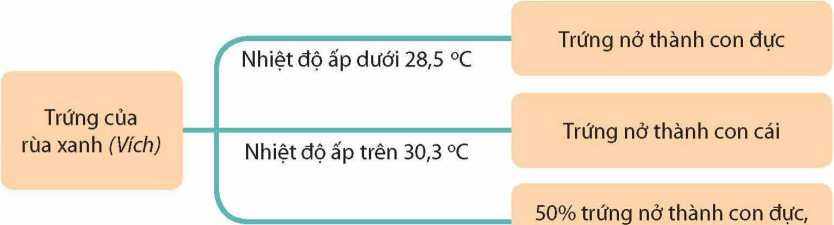 Nhiệt độ ấp dưới 28,5 °C
Trứng nở thành con đực
Trứng của
rùa xanh (Vích)
Nhiệt độ ấp trên 30,3 °C
Trứng nở thành con cái
50% trứng nở thành con đực,